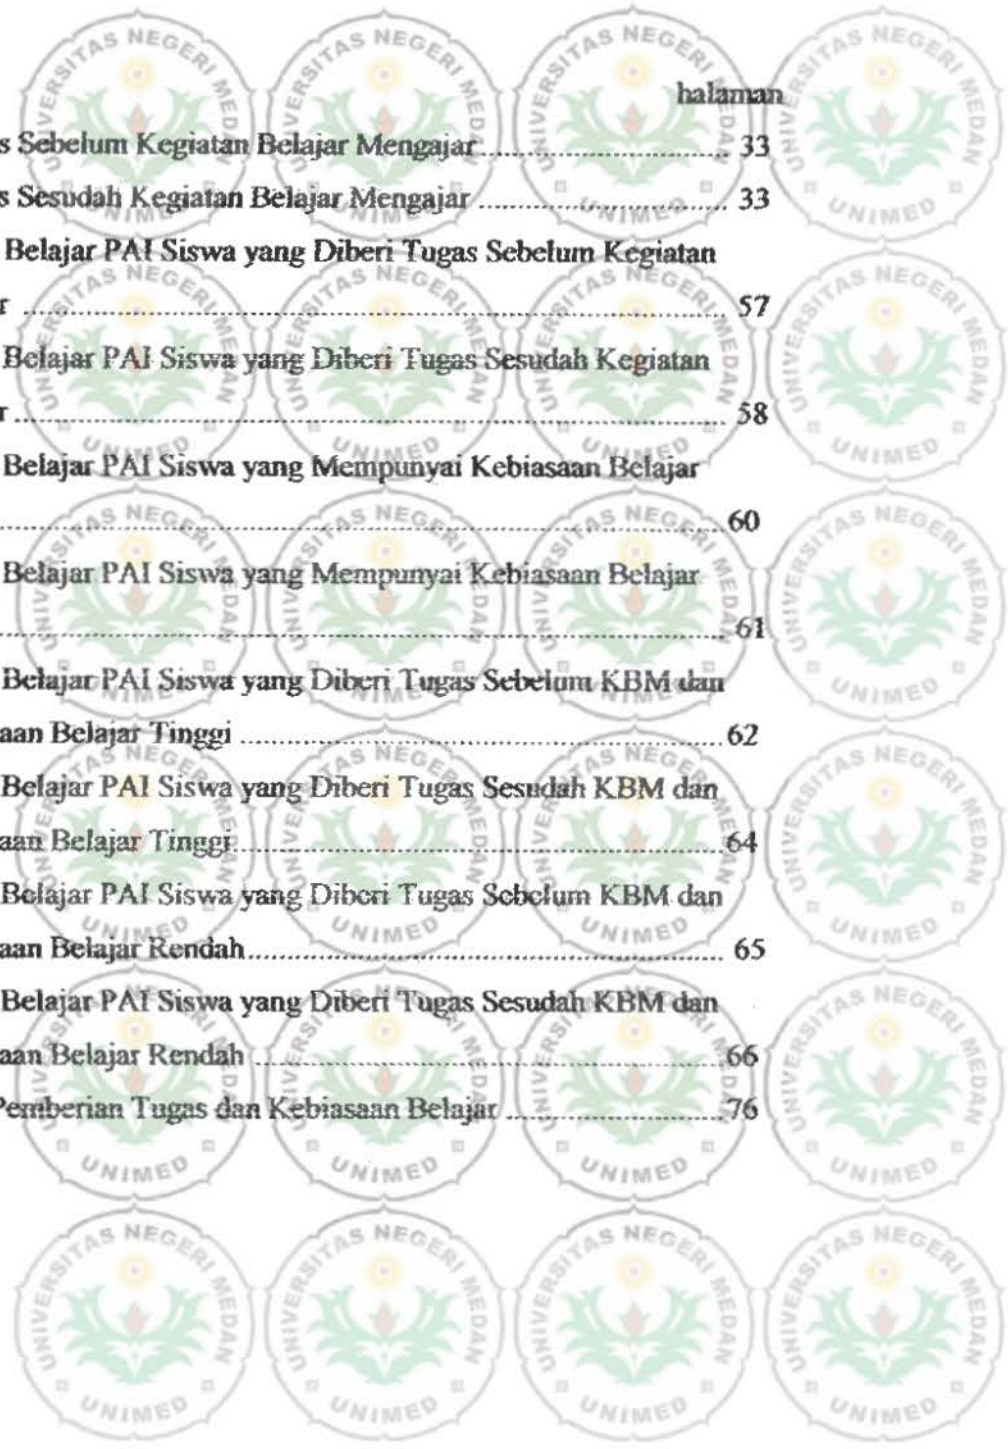 halaman
s Sebelum Kegiatan Belajar Mengajar ........................................ 33
s Sesudah Kegiatan Belajar Mengajar ........................................ 33
Belajar PAI Siswa yang Diberi Tugas Sebelum Kegiatan
r ........................................ 57
Belajar PAI Siswa yang Diberi Tugas Sesudah Kegiatan
r ........................................ 58
Belajar PAI Siswa yang Mempunyai Kebiasaan Belajar
........................................ 60
Belajar PAI Siswa yang Mempunyai Kebiasaan Belajar
........................................ 61
Belajar PAI Siswa yang Diberi Tugas Sebelum KBM dan
aan Belajar Tinggi ........................................ 62
Belajar PAI Siswa yang Diberi Tugas Sesudah KBM dan
aan Belajar Tinggi ........................................ 64
Belajar PAI Siswa yang Diberi Tugas Sebelum KBM dan
aan Belajar Rendah ........................................ 65
Belajar PAI Siswa yang Diberi Tugas Sesudah KBM dan
aan Belajar Rendah ........................................ 66
Pemberian Tugas dan Kebiasaan Belajar ........................................ 76
UNIVERSITAS NEGERI MEDAN
UNIMED